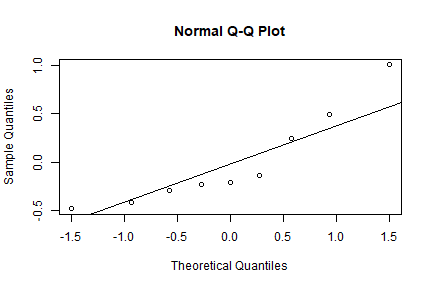 Normal Q-Q Plot
Sample Quantiles
1.0
0.5
0.0
-0.5
-1.5 -1.0 -0.5 0.0 0.5 1.0 1.5
Theoretical Quantiles